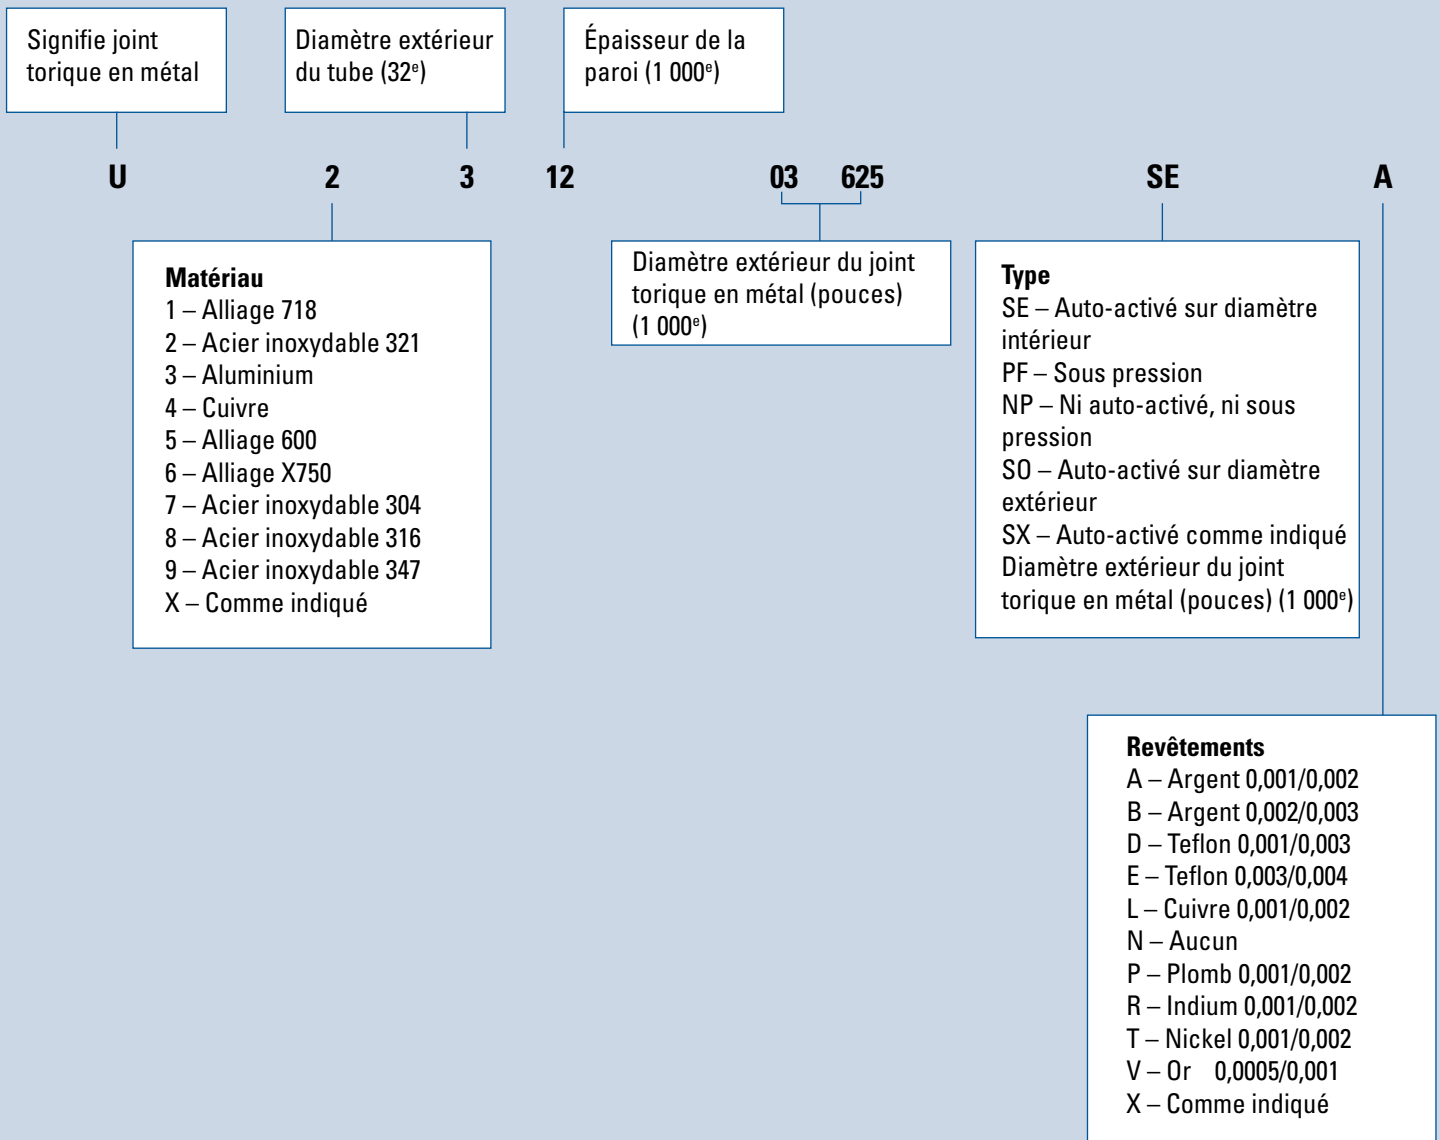 Signifie joint
torique en métal
Diamètre extérieur
du tube (32ᵉ)
Épaisseur de la
paroi (1 000ᵉ)
U 2 3 12 03 625 SE A
Matériau
1 – Alliage 718
2 – Acier inoxydable 321
3 – Aluminium
4 – Cuivre
5 – Alliage 600
6 – Alliage X750
7 – Acier inoxydable 304
8 – Acier inoxydable 316
9 – Acier inoxydable 347
X – Comme indiqué
Diamètre extérieur du joint
torique en métal (pouces)
(1 000ᵉ)
Type
SE – Auto-activé sur diamètre
intérieur
PF – Sous pression
NP – Ni auto-activé, ni sous
pression
SO – Auto-activé sur diamètre
extérieur
SX – Auto-activé comme indiqué
Diamètre extérieur du joint
torique en métal (pouces) (1 000ᵉ)
Revêtements
A – Argent 0,001/0,002
B – Argent 0,002/0,003
D – Teflon 0,001/0,003
E – Teflon 0,003/0,004
L – Cuivre 0,001/0,002
N – Aucun
P – Plomb 0,001/0,002
R – Indium 0,001/0,002
T – Nickel 0,001/0,002
V – Or 0,0005/0,001
X – Comme indiqué